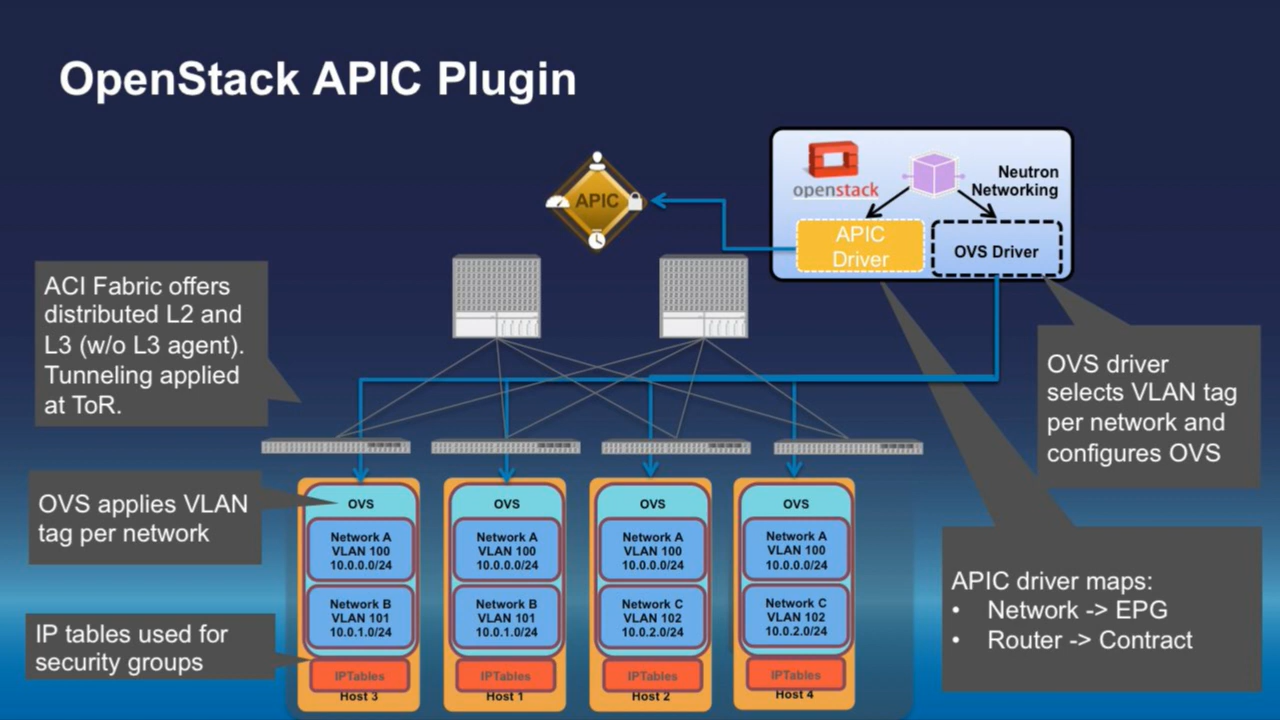 OpenStack APIC Plugin
openstack
Neutron
Networking
APIC
APIC
Driver
OVS Driver
ACI Fabric offers
distributed L2 and
L3 (w/o L3 agent).
Tunneling applied
at ToR.
OVS driver
selects VLAN tag
per network and
configures OVS
OVS applies VLAN
tag per network
OVS
Network A
VLAN 100
10.0.0.0/24
Network B
VLAN 101
10.0.1.0/24
IPTables
Host 3
OVS
Network A
VLAN 100
10.0.0.0/24
Network B
VLAN 101
10.0.1.0/24
IPTables
Host 1
OVS
Network A
VLAN 100
10.0.0.0/24
Network C
VLAN 102
10.0.2.0/24
IPTables
Host 2
OVS
Network A
VLAN 100
10.0.0.0/24
Network C
VLAN 102
10.0.2.0/24
IPTables
Host 4
IP tables used for
security groups
APIC driver maps:
• Network -> EPG
• Router -> Contract